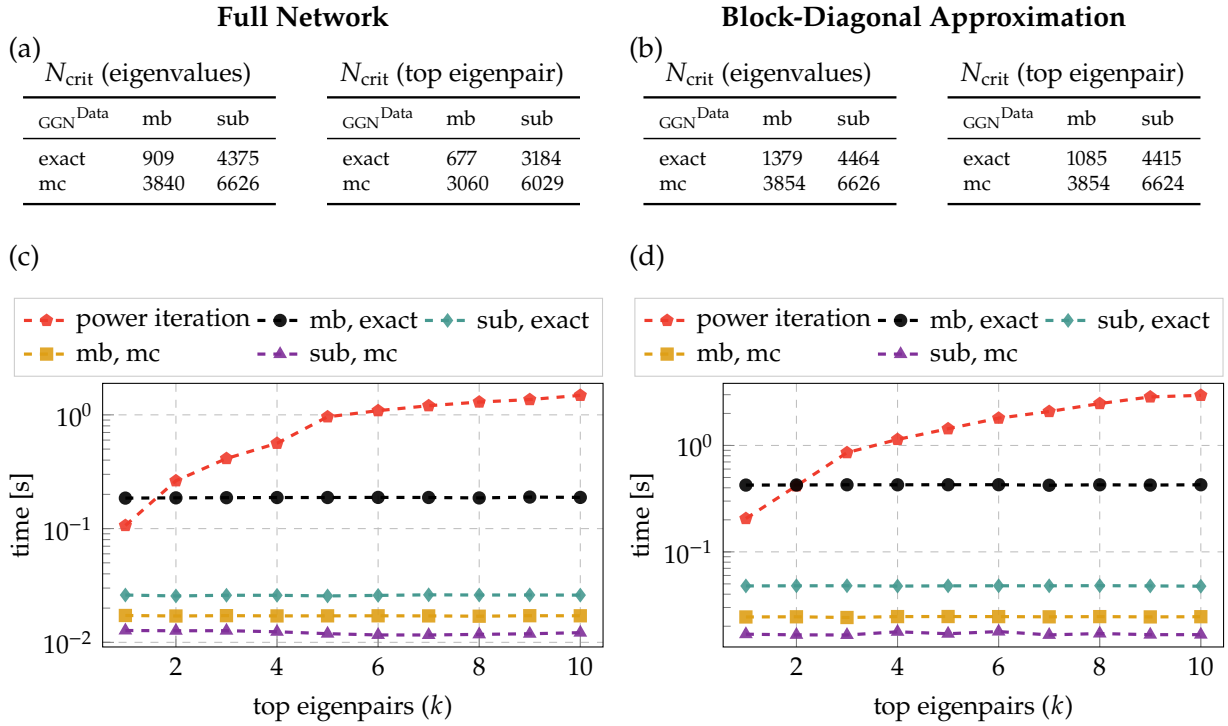 Full Network
Block-Diagonal Approximation
(a)
N_crit (eigenvalues)
GGN^Data mb sub
exact 909 4375
mc 3840 6626
N_crit (top eigenpair)
GGN^Data mb sub
exact 677 3184
mc 3060 6029
(b)
N_crit (eigenvalues)
GGN^Data mb sub
exact 1379 4464
mc 3854 6626
N_crit (top eigenpair)
GGN^Data mb sub
exact 1085 4415
mc 3854 6624
(c)
power iteration mb, exact sub, exact
mb, mc sub, mc
10^0
10^−1
10^−2
time [s]
2 4 6 8 10
top eigenpairs (k)
(d)
power iteration mb, exact sub, exact
mb, mc sub, mc
10^0
10^−1
time [s]
2 4 6 8 10
top eigenpairs (k)